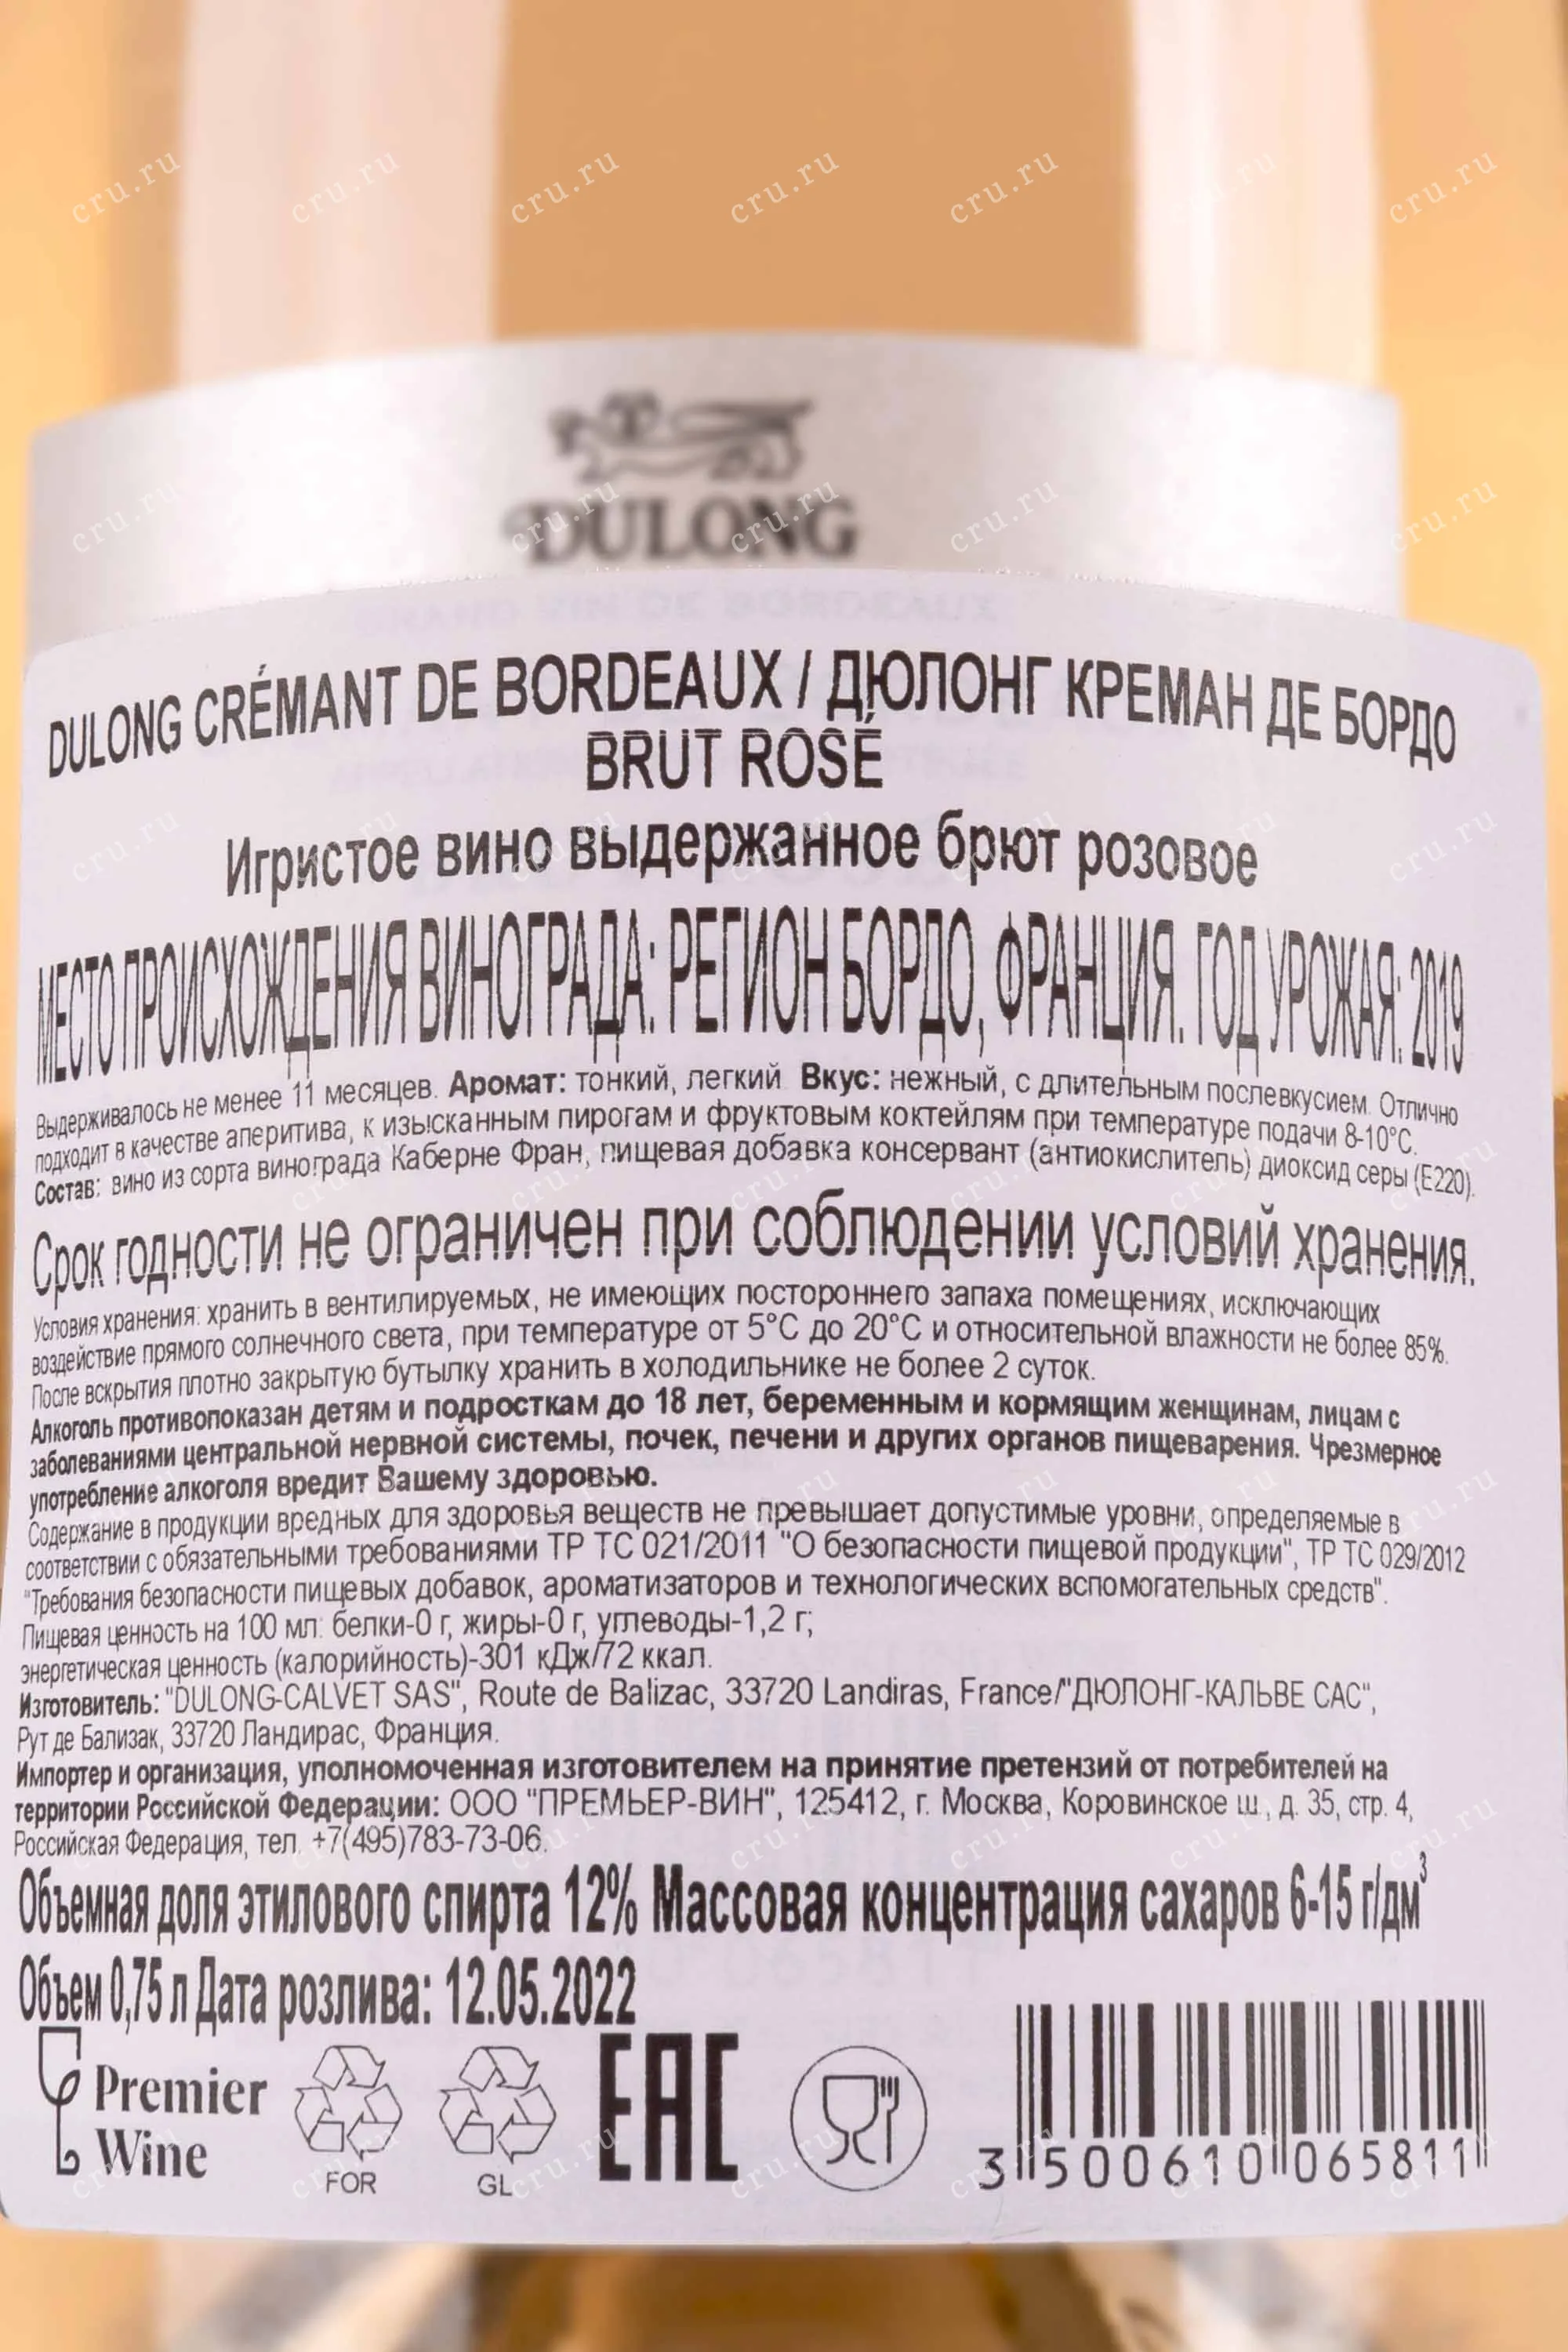 DULONG
GRAND VIN DE BORDEAUX
DULONG CRÉMANT DE BORDEAUX / ДЮЛОНГ КРЕМАН ДЕ БОРДО
BRUT ROSÉ
Игристое вино выдержанное брют розовое
МЕСТО ПРОИСХОЖДЕНИЯ ВИНОГРАДА: РЕГИОН БОРДО, ФРАНЦИЯ. ГОД УРОЖАЯ: 2019
Выдерживалось не менее 11 месяцев. Аромат: тонкий, легкий. Вкус: нежный, с длительным послевкусием. Отлично
подходит в качестве аперитива, к изысканным пирогам и фруктовым коктейлям при температуре подачи 8-10°С.
Состав: вино из сорта винограда Каберне Фран, пищевая добавка консервант (антиокислитель) диоксид серы (Е220).
Срок годности не ограничен при соблюдении условий хранения.
Условия хранения: хранить в вентилируемых, не имеющих постороннего запаха помещениях, исключающих
воздействие прямого солнечного света, при температуре от 5°С до 20°С и относительной влажности не более 85%.
После вскрытия плотно закрытую бутылку хранить в холодильнике не более 2 суток.
Алкоголь противопоказан детям и подросткам до 18 лет, беременным и кормящим женщинам, лицам с
заболеваниями центральной нервной системы, почек, печени и других органов пищеварения. Чрезмерное
употребление алкоголя вредит Вашему здоровью.
Содержание в продукции вредных для здоровья веществ не превышает допустимые уровни, определяемые в
соответствии с обязательными требованиями ТР ТС 021/2011 "О безопасности пищевой продукции", ТР ТС 029/2012
"Требования безопасности пищевых добавок, ароматизаторов и технологических вспомогательных средств".
Пищевая ценность на 100 мл: белки-0 г, жиры-0 г, углеводы-1,2 г;
энергетическая ценность (калорийность)-301 кДж/72 ккал.
Изготовитель: "DULONG-CALVET SAS", Route de Balizac, 33720 Landiras, France/"ДЮЛОНГ-КАЛЬВЕ САС",
Рут де Бализак, 33720 Ландирас, Франция.
Импортер и организация, уполномоченная изготовителем на принятие претензий от потребителей на
территории Российской Федерации: ООО "ПРЕМЬЕР-ВИН", 125412, г. Москва, Коровинское ш., д. 35, стр. 4,
Российская Федерация, тел. +7(495)783-73-06.
Объемная доля этилового спирта 12% Массовая концентрация сахаров 6-15 г/дм³
Объем 0,75 л Дата розлива: 12.05.2022
Premier
Wine
FOR
GL
EAC
3 500610 065811
cru.ru